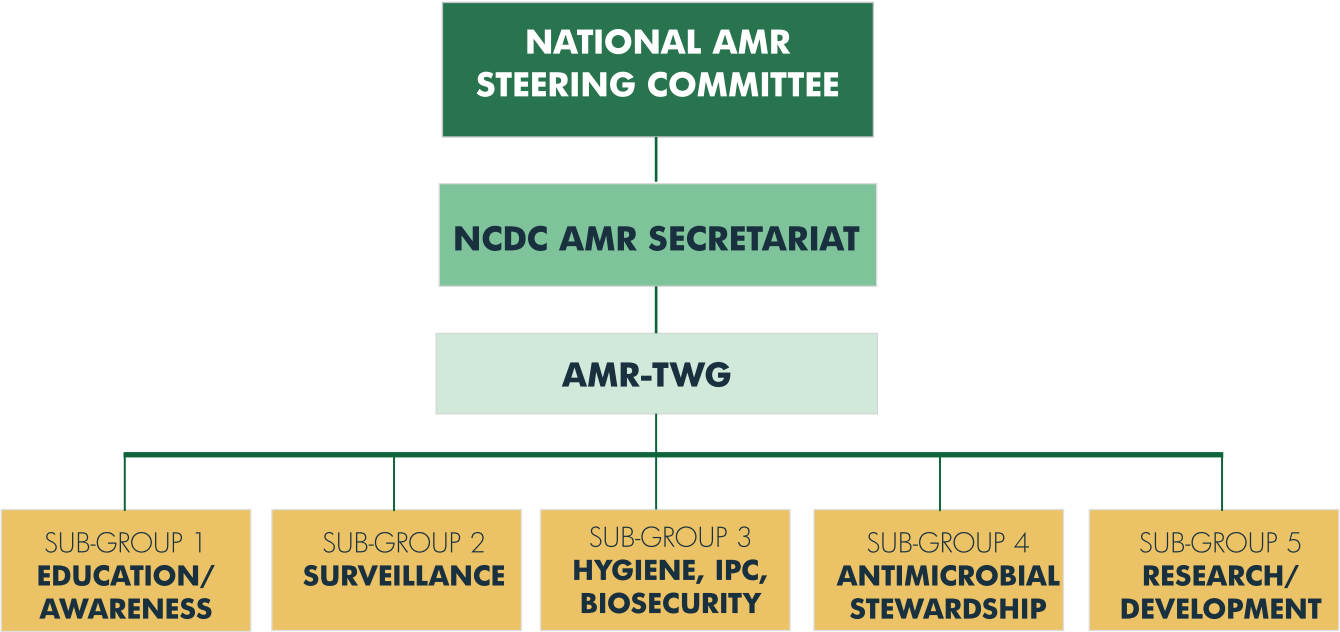 NATIONAL AMR
STEERING COMMITTEE
NCDC AMR SECRETARIAT
AMR-TWG
SUB-GROUP 1
EDUCATION/
AWARENESS
SUB-GROUP 2
SURVEILLANCE
SUB-GROUP 3
HYGIENE, IPC,
BIOSECURITY
SUB-GROUP 4
ANTIMICROBIAL
STEWARDSHIP
SUB-GROUP 5
RESEARCH/
DEVELOPMENT